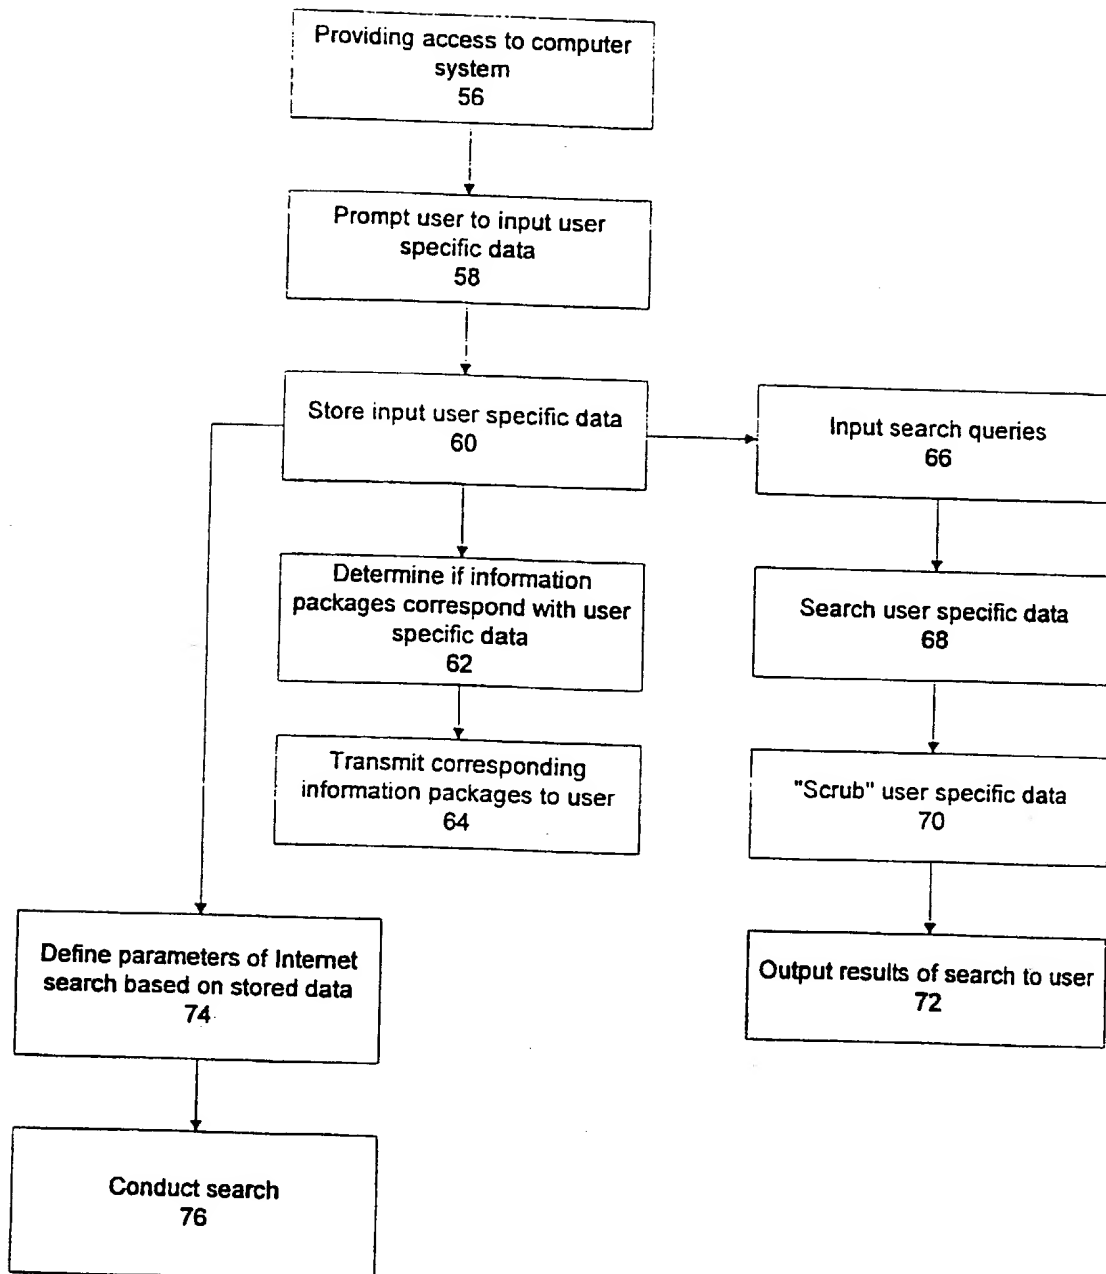 Providing access to computer
system
56
Prompt user to input user
specific data
58
Store input user specific data
60
Input search queries
66
Determine if information
packages correspond with user
specific data
62
Search user specific data
68
Transmit corresponding
information packages to user
64
"Scrub" user specific data
70
Define parameters of Internet
search based on stored data
74
Output results of search to user
72
Conduct search
76